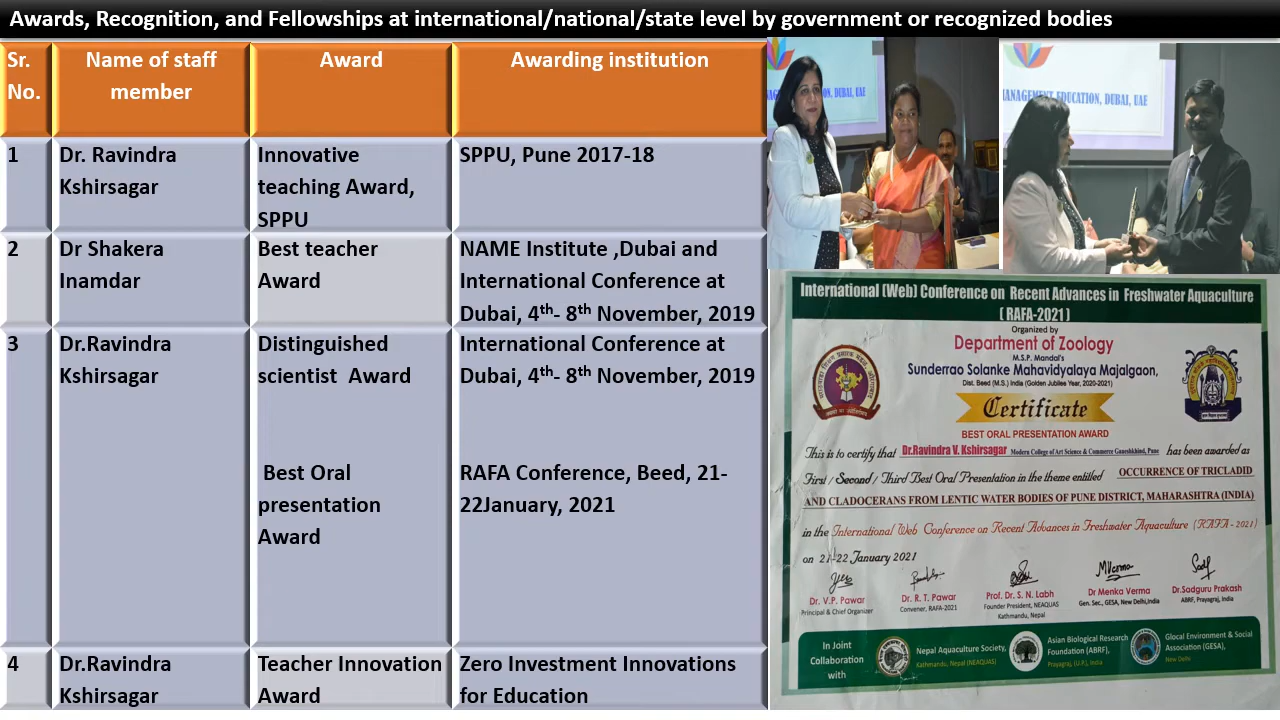 Awards, Recognition, and Fellowships at international/national/state level by government or recognized bodies
Sr. No.
Name of staff member
Award
Awarding institution
1
Dr. Ravindra
Kshirsagar
Innovative
teaching Award,
SPPU
SPPU, Pune 2017-18
2
Dr Shakera
Inamdar
Best teacher
Award
NAME Institute ,Dubai and
International Conference at
Dubai, 4th- 8th November, 2019
3
Dr.Ravindra
Kshirsagar
Distinguished
scientist Award
International Conference at
Dubai, 4th- 8th November, 2019
Best Oral
presentation
Award
RAFA Conference, Beed, 21-
22January, 2021
4
Dr.Ravindra
Kshirsagar
Teacher Innovation
Award
Zero Investment Innovations
for Education
MANAGEMENT EDUCATION, DUBAI, UAE
International (Web) Conference on Recent Advances in Freshwater Aquaculture
(RAFA-2021)
Organized by
Department of Zoology
M.S.P. Mandal's
Sunderrao Solanke Mahavidyalaya Majalgaon,
Dist. Beed (M.S.) India (Golden Jubilee Year, 2020-2021)
Certificate
BEST ORAL PRESENTATION AWARD
This is to certify that Dr.Ravindra V. Kshirsagar Modern College of Art Science & Commerce Ganeshkhind, Pune has been awarded as
First / Second / Third Best Oral Presentation in the theme entitled OCCURRENCE OF TRICLADID
AND CLADOCERANS FROM LENTIC WATER BODIES OF PUNE DISTRICT, MAHARASHTRA (INDIA)
in the International Web Conference on Recent Advances in Freshwater Aquaculture (RAFA - 2021)
on 21-22 January 2021
Dr. V.P. Pawar
Principal & Chief Organizer
Dr. R. T. Pawar
Convener, RAFA-2021
Prof. Dr. S. N. Labh
Founder President, NEAQUAS
Kathmandu, Nepal
Dr Menka Verma
Gen. Sec., GESA, New Delhi,India
Dr.Sadguru Prakash
ABRF, Prayagraj, India
In Joint
Collaboration
with
Nepal Aquaculture Society,
Kathmandu, Nepal (NEAQUAS)
Asian Biological Research
Foundation (ABRF),
Prayagraj, (U.P.), India
Glocal Environment & Social
Association (GESA),
New Delhi